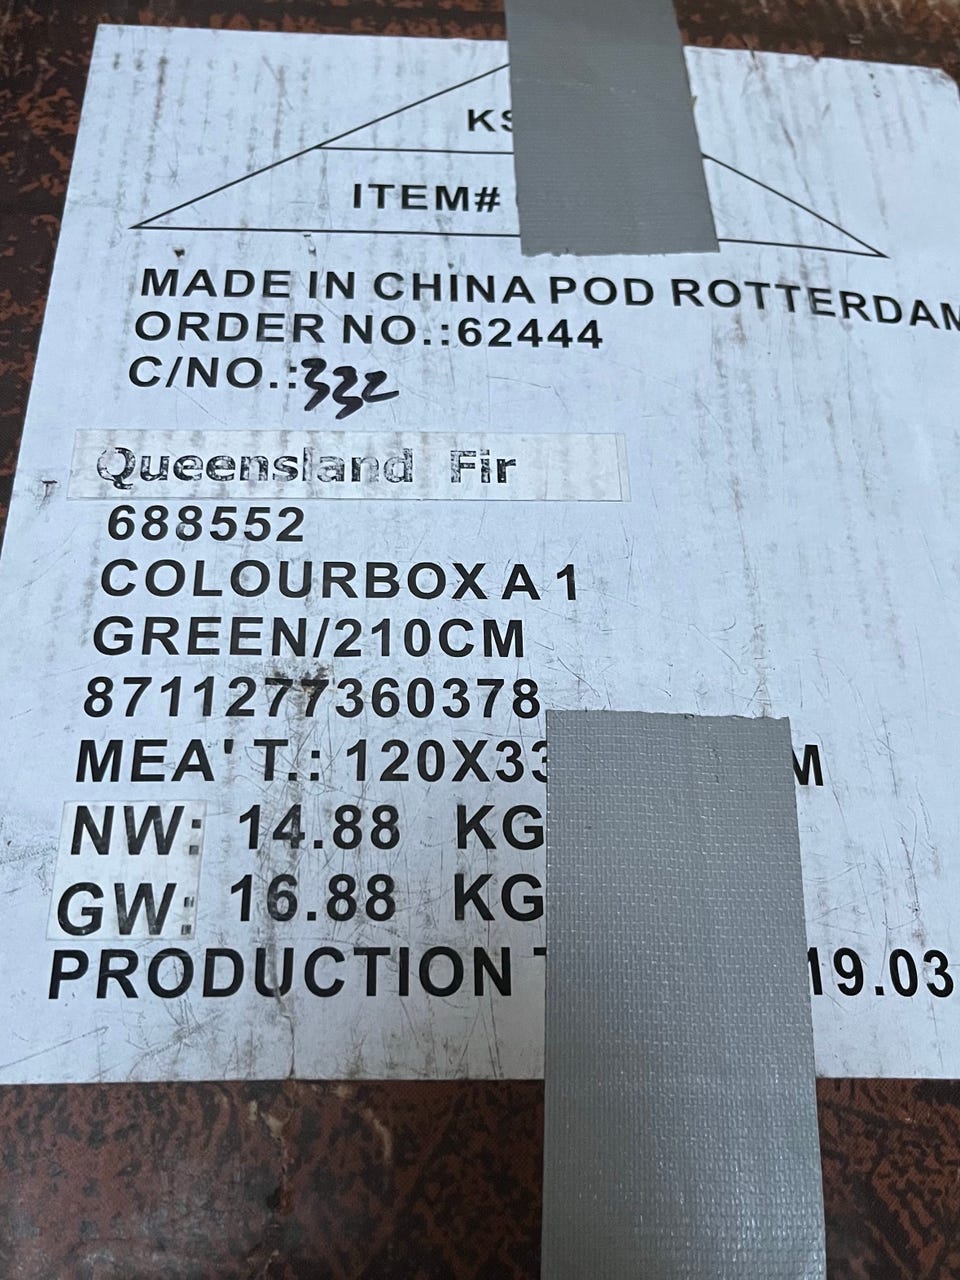 ITEM#
MADE IN CHINA POD ROTTERDAM
ORDER NO.:62444
C/NO.:332
Queensland Fir
688552
COLOURBOX A 1
GREEN/210CM
8711277360378
MEA' T.: 120X33
NW: 14.88 KG
GW: 16.88 KG
PRODUCTION 19.03